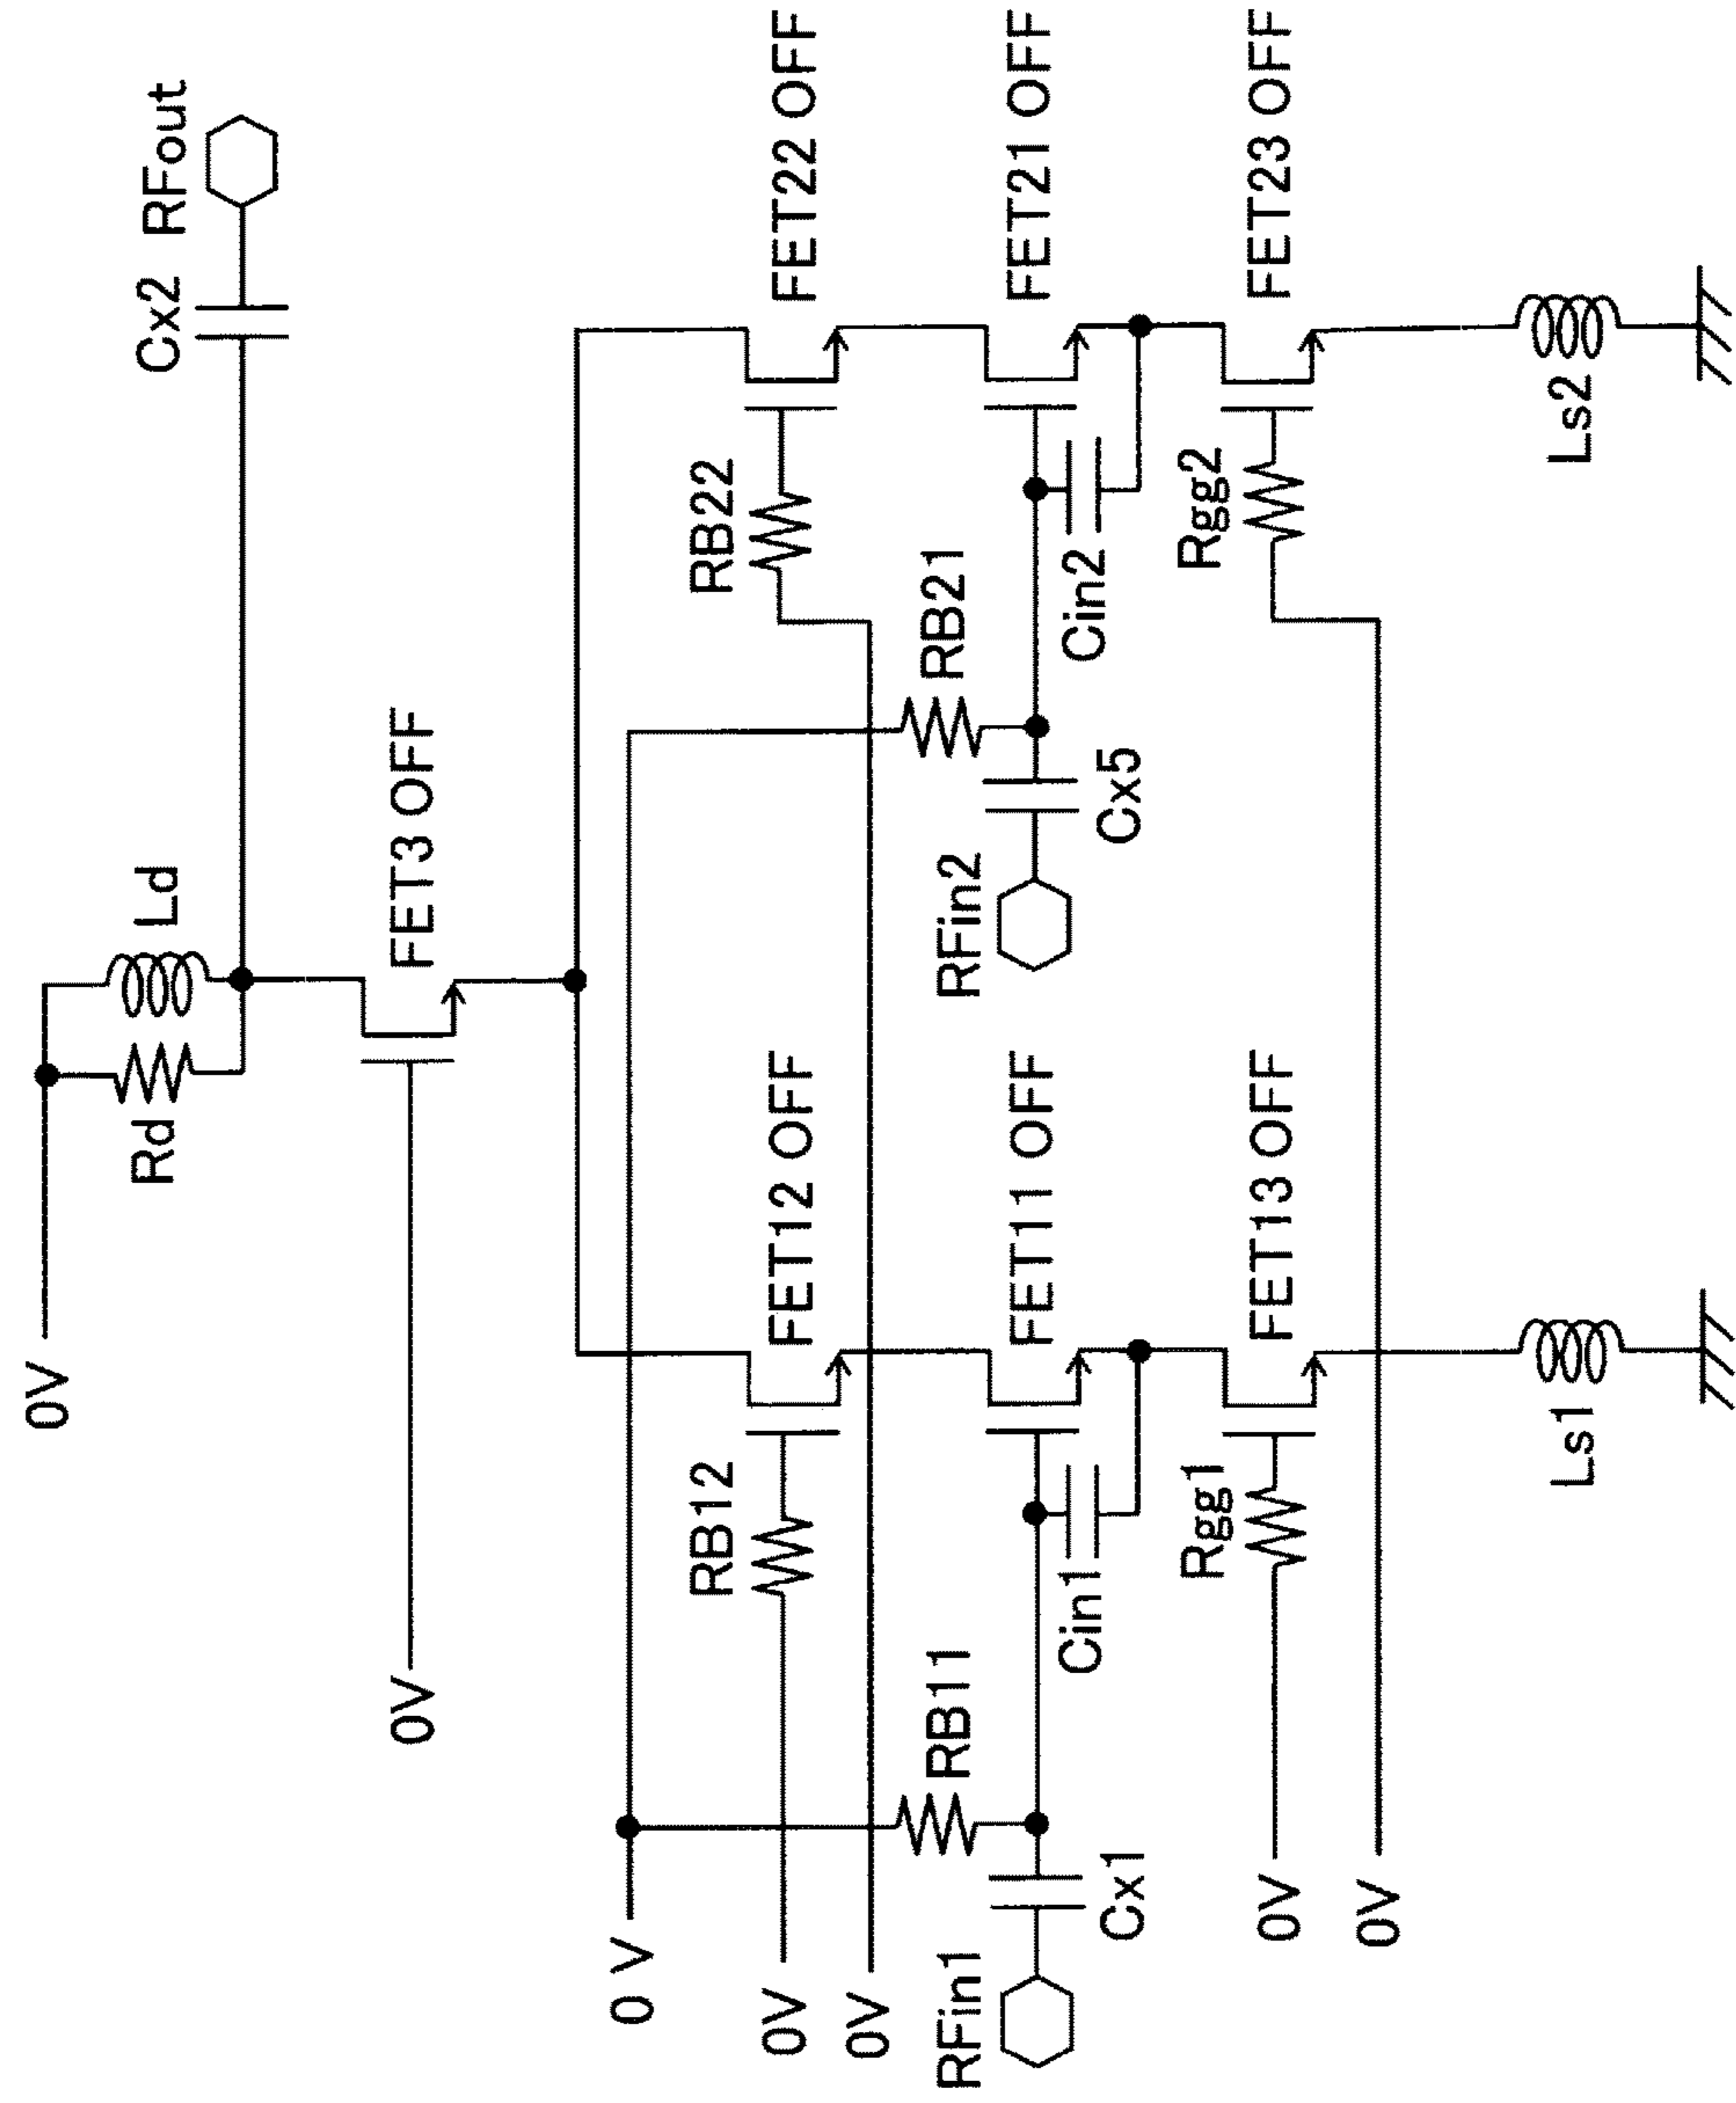 0V
Rd
Ld
Cx2
RFout
0V
FET3 OFF
0 V
RB12
FET12 OFF
RB22
FET22 OFF
0V
0V
RB11
RB21
RFin1
Cx1
Cin1
FET11 OFF
RFin2
Cx5
Cin2
FET21 OFF
0V
Rgg1
FET13 OFF
Rgg2
FET23 OFF
0V
Ls1
Ls2